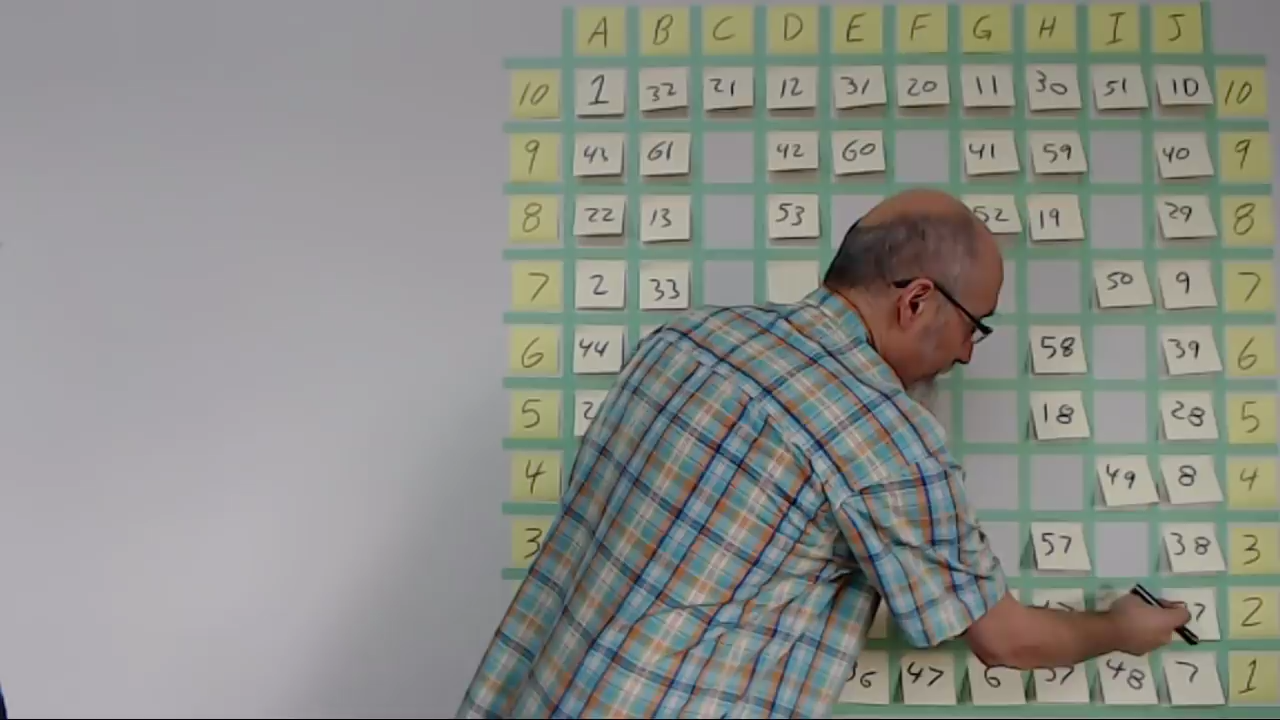 A B C D E F G H I J
10 1 32 21 12 31 20 11 30 51 10 10
9 43 61 42 60 41 59 40 9
8 22 13 53 52 19 29 8
7 2 33 50 9 7
6 44 58 39 6
5 18 28 5
4 49 8 4
3 57 38 3
2
47 6 37 48 7 1